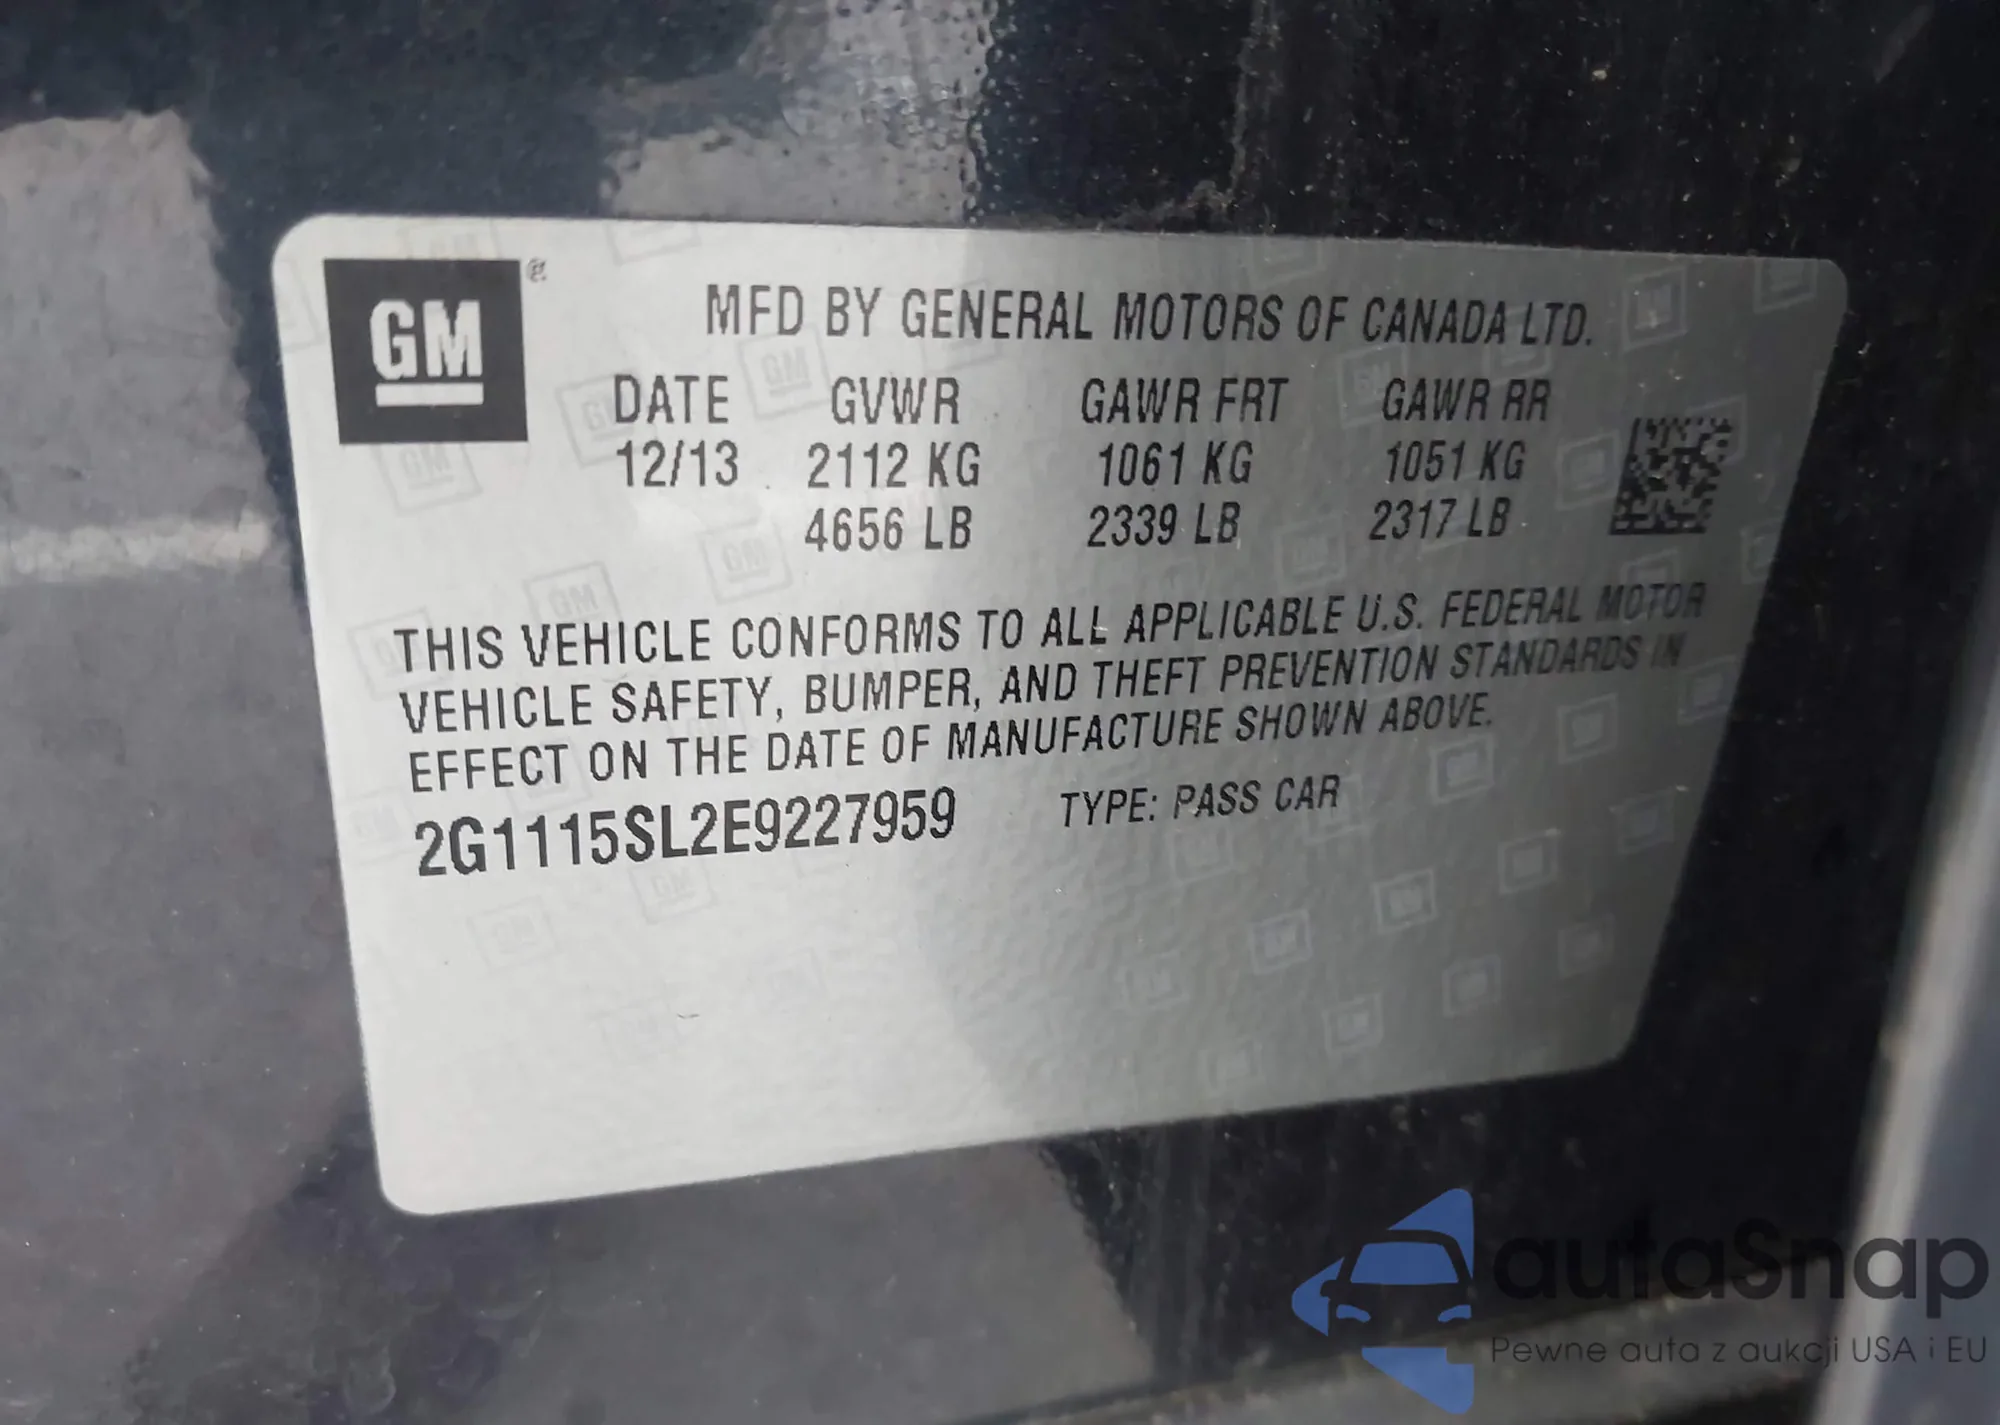 GM
MFD BY GENERAL MOTORS OF CANADA LTD.
DATE GVWR GAWR FRT GAWR RR
12/13 2112 KG 1061 KG 1051 KG
4656 LB 2339 LB 2317 LB
THIS VEHICLE CONFORMS TO ALL APPLICABLE U.S. FEDERAL MOTOR
VEHICLE SAFETY, BUMPER, AND THEFT PREVENTION STANDARDS IN
EFFECT ON THE DATE OF MANUFACTURE SHOWN ABOVE.
2G1115SL2E9227959 TYPE: PASS CAR
autaSnap
Pewne auta z aukcji USA i EU